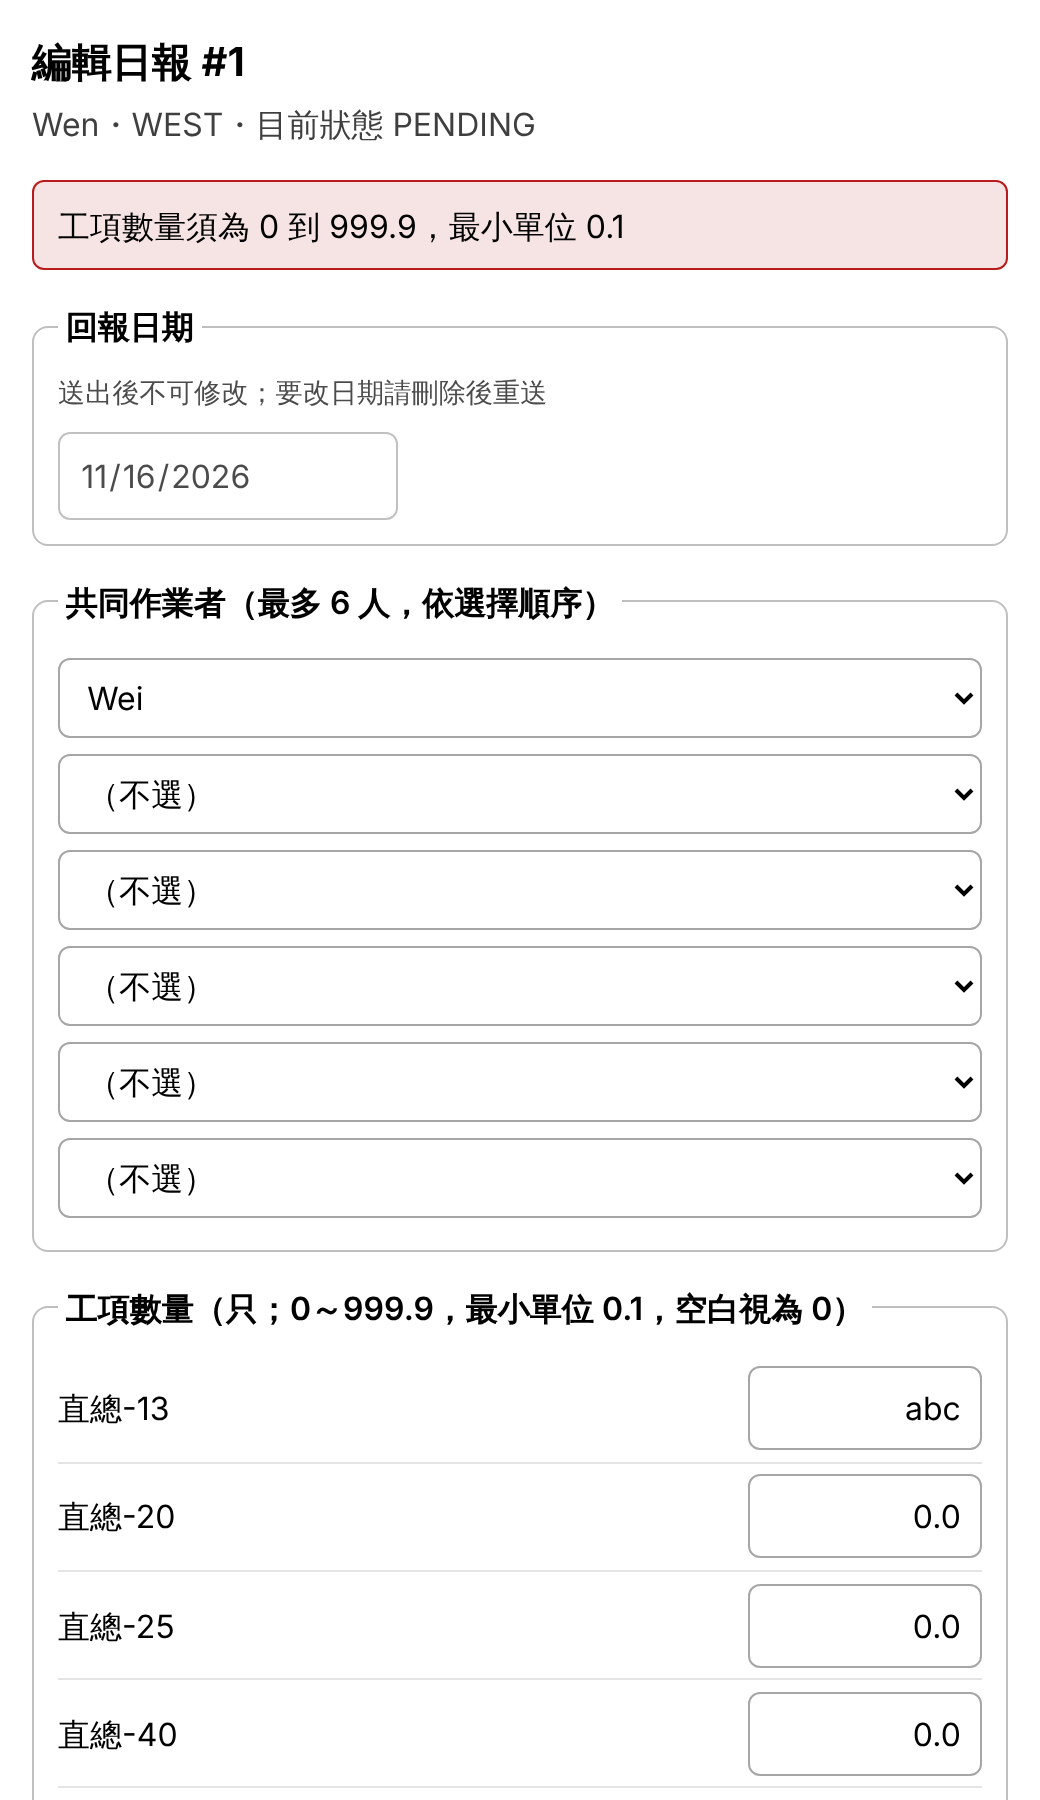 編輯日報 #1
Wen・WEST・目前狀態 PENDING
工項數量須為 0 到 999.9，最小單位 0.1
回報日期
送出後不可修改；要改日期請刪除後重送
11/16/2026
共同作業者（最多 6 人，依選擇順序）
Wei
（不選）
（不選）
（不選）
（不選）
（不選）
工項數量（只；0～999.9，最小單位 0.1，空白視為 0）
直總-13 abc
直總-20 0.0
直總-25 0.0
直總-40 0.0